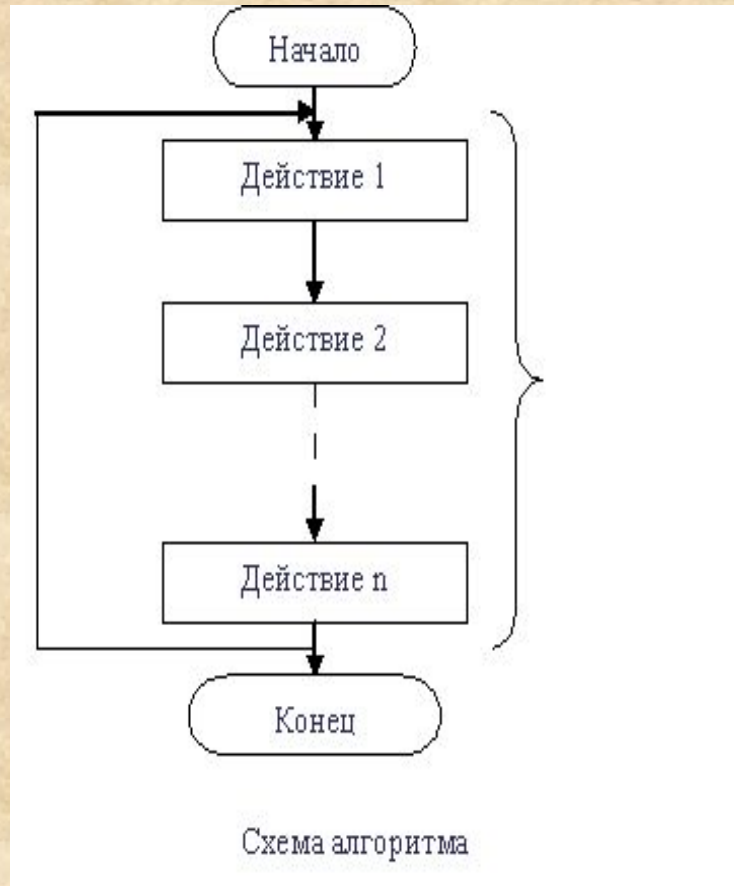 Начало
Действие 1
Действие 2
Действие n
Конец
Схема алгоритма